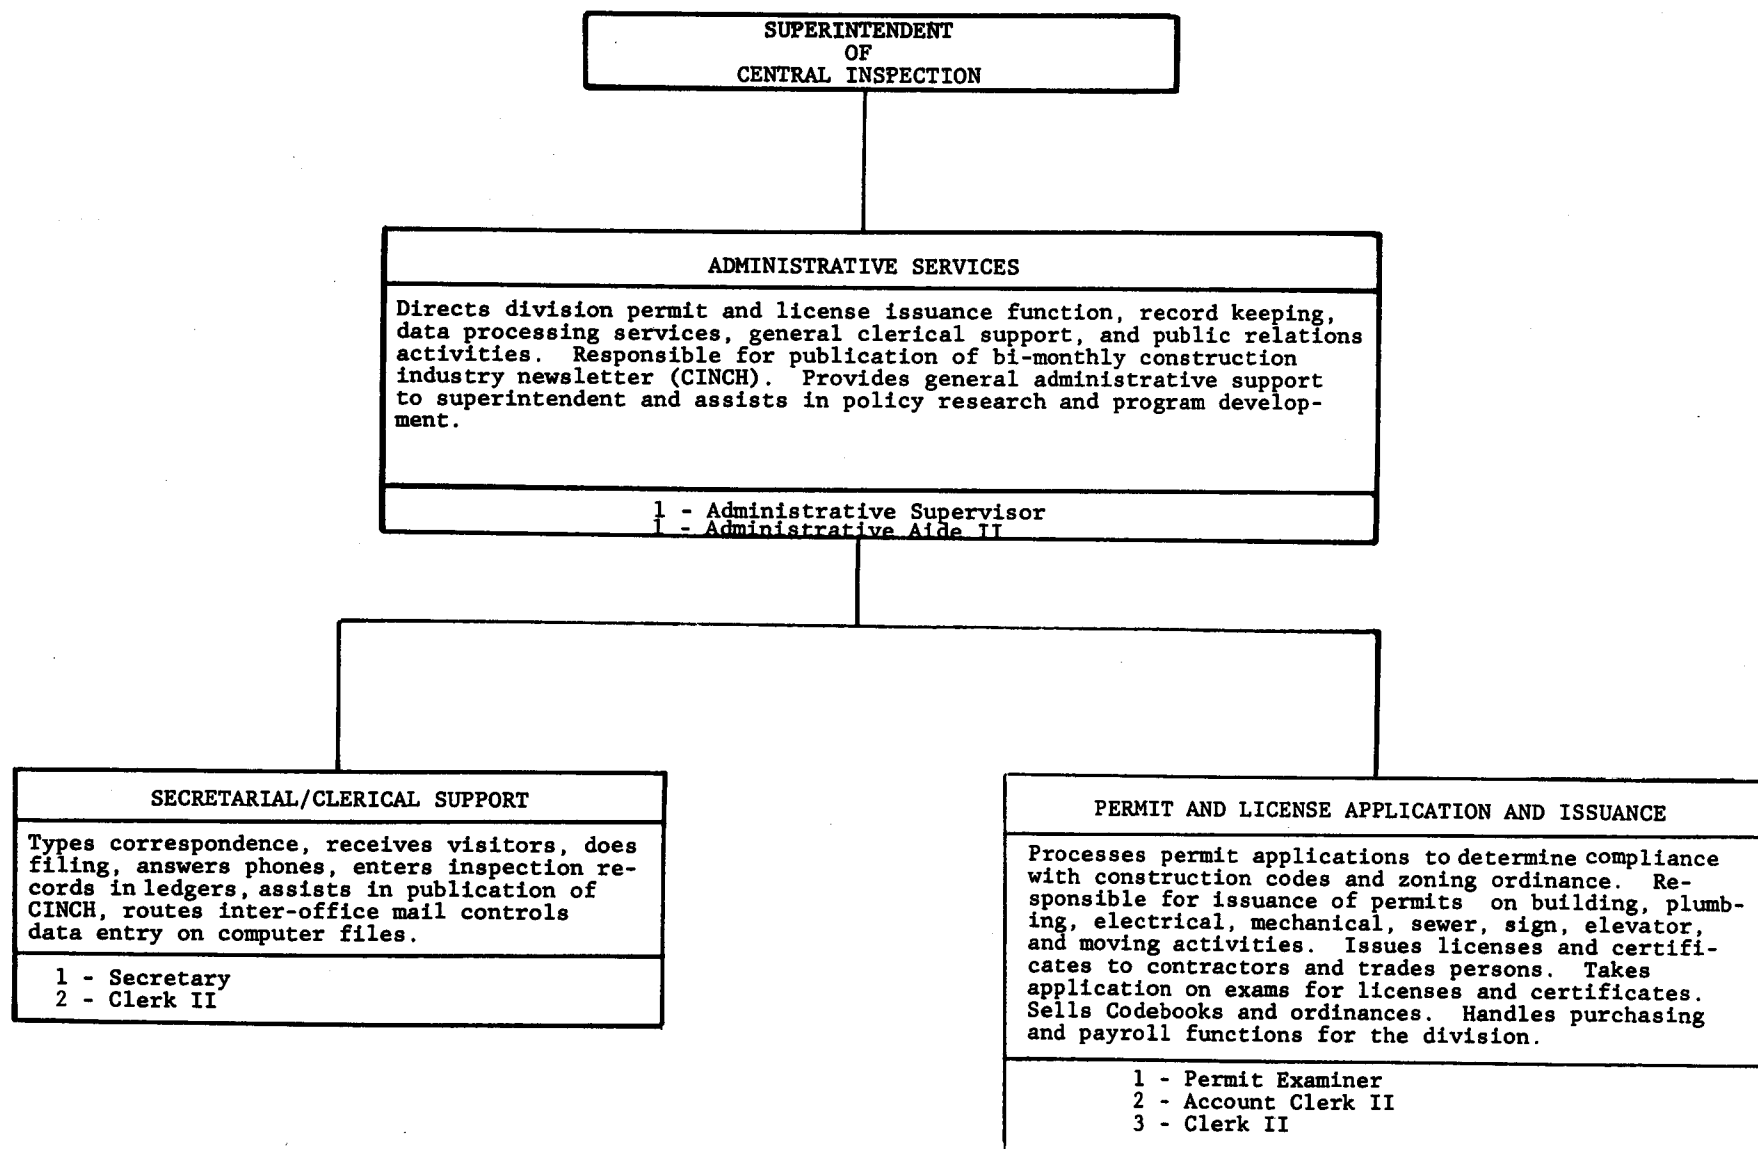 SUPERINTENDENT
OF
CENTRAL INSPECTION
ADMINISTRATIVE SERVICES
Directs division permit and license issuance function, record keeping,
data processing services, general clerical support, and public relations
activities. Responsible for publication of bi-monthly construction
industry newsletter (CINCH). Provides general administrative support
to superintendent and assists in policy research and program develop-
ment.
1 - Administrative Supervisor
1 - Administrative Aide II
SECRETARIAL/CLERICAL SUPPORT
Types correspondence, receives visitors, does
filing, answers phones, enters inspection re-
cords in ledgers, assists in publication of
CINCH, routes inter-office mail controls
data entry on computer files.
1 - Secretary
2 - Clerk II
PERMIT AND LICENSE APPLICATION AND ISSUANCE
Processes permit applications to determine compliance
with construction codes and zoning ordinance. Re-
sponsible for issuance of permits on building, plumb-
ing, electrical, mechanical, sewer, sign, elevator,
and moving activities. Issues licenses and certifi-
cates to contractors and trades persons. Takes
application on exams for licenses and certificates.
Sells Codebooks and ordinances. Handles purchasing
and payroll functions for the division.
1 - Permit Examiner
2 - Account Clerk II
3 - Clerk II